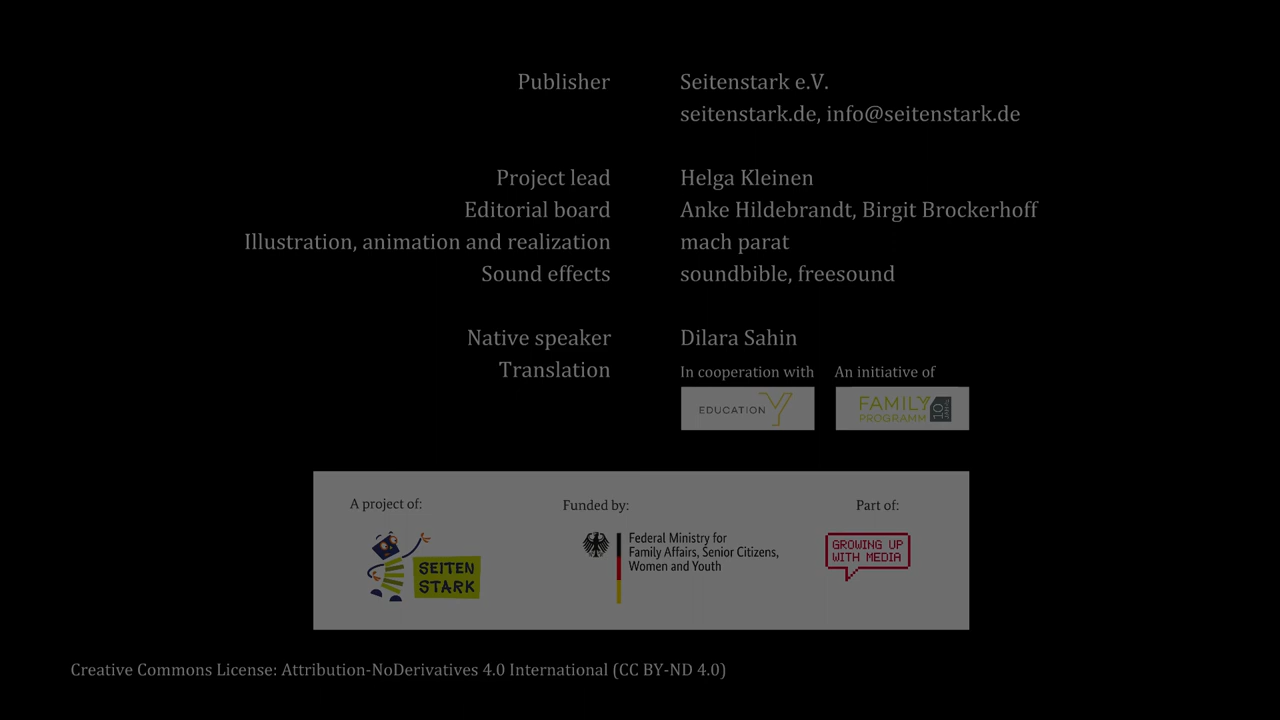 Publisher Seitenstark e.V.
seitenstark.de, info@seitenstark.de
Project lead Helga Kleinen
Editorial board Anke Hildebrandt, Birgit Brockerhoff
Illustration, animation and realization mach parat
Sound effects soundbible, freesound
Native speaker Dilara Sahin
Translation In cooperation with An initiative of
EDUCATION Y FAMILY
PROGRAMM 10 JAHRE
A project of: Funded by: Part of:
SEITEN
STARK
Federal Ministry for
Family Affairs, Senior Citizens,
Women and Youth
GROWING UP
WITH MEDIA
Creative Commons License: Attribution-NoDerivatives 4.0 International (CC BY-ND 4.0)